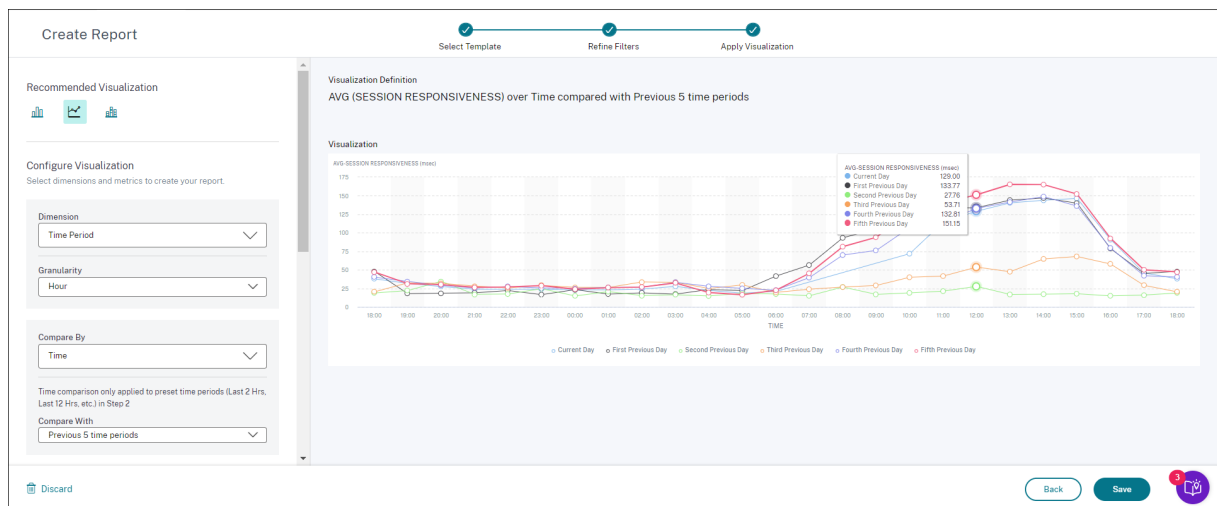 Create Report
Select Template
Refine Filters
Apply Visualization
Recommended Visualization
Configure Visualization
Select dimensions and metrics to create your report.
Dimension
Time Period
Granularity
Hour
Compare By
Time
Time comparison only applied to preset time periods (Last 2 Hrs,
Last 12 Hrs, etc.) in Step 2
Compare With
Previous 5 time periods
Visualization Definition
AVG (SESSION RESPONSIVENESS) over Time compared with Previous 5 time periods
Visualization
AVG-SESSION RESPONSIVENESS (msec)
175
150
125
100
75
50
25
0
AVG-SESSION RESPONSIVENESS (msec)
Current Day 129.00
First Previous Day 133.77
Second Previous Day 27.76
Third Previous Day 53.71
Fourth Previous Day 132.81
Fifth Previous Day 151.15
18:00 19:00 20:00 21:00 22:00 23:00 00:00 01:00 02:00 03:00 04:00 05:00 06:00 07:00 08:00 09:00 10:00 11:00 12:00 13:00 14:00 15:00 16:00 17:00 18:00
TIME
Current Day First Previous Day Second Previous Day Third Previous Day Fourth Previous Day Fifth Previous Day
Discard
Back
Save
3